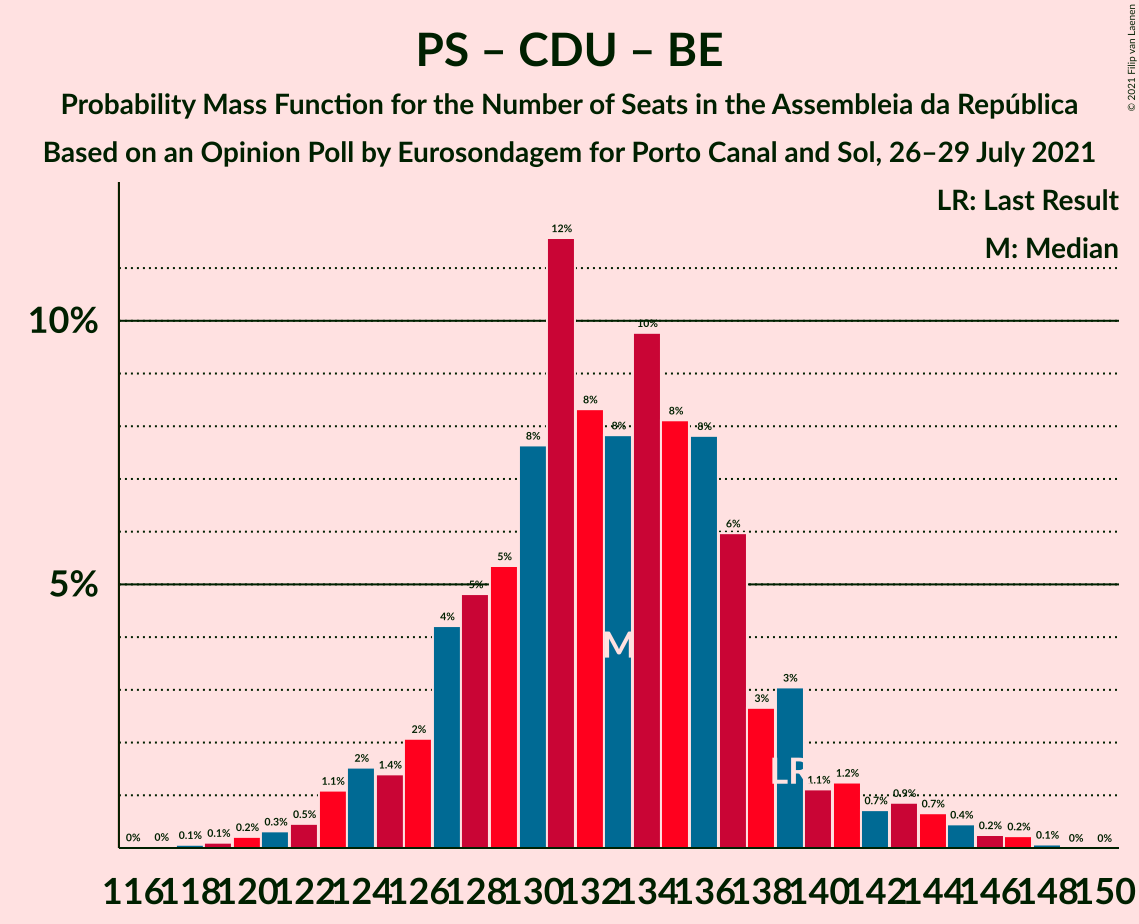 PS – CDU – BE
Probability Mass Function for the Number of Seats in the Assembleia da República
Based on an Opinion Poll by Eurosondagem for Porto Canal and Sol, 26–29 July 2021
© 2021 Filip van Laenen
LR: Last Result
M: Median
10%
5%
0% 0% 0.1% 0.1% 0.2% 0.3% 0.5% 1.1% 2% 1.4% 2% 4% 5% 5% 8% 12% 8% 8% 10% 8% 8% 6% 3% 3% 1.1% 1.2% 0.7% 0.9% 0.7% 0.4% 0.2% 0.2% 0.1% 0% 0%
M
LR
116 118 120 122 124 126 128 130 132 134 136 138 140 142 144 146 148 150